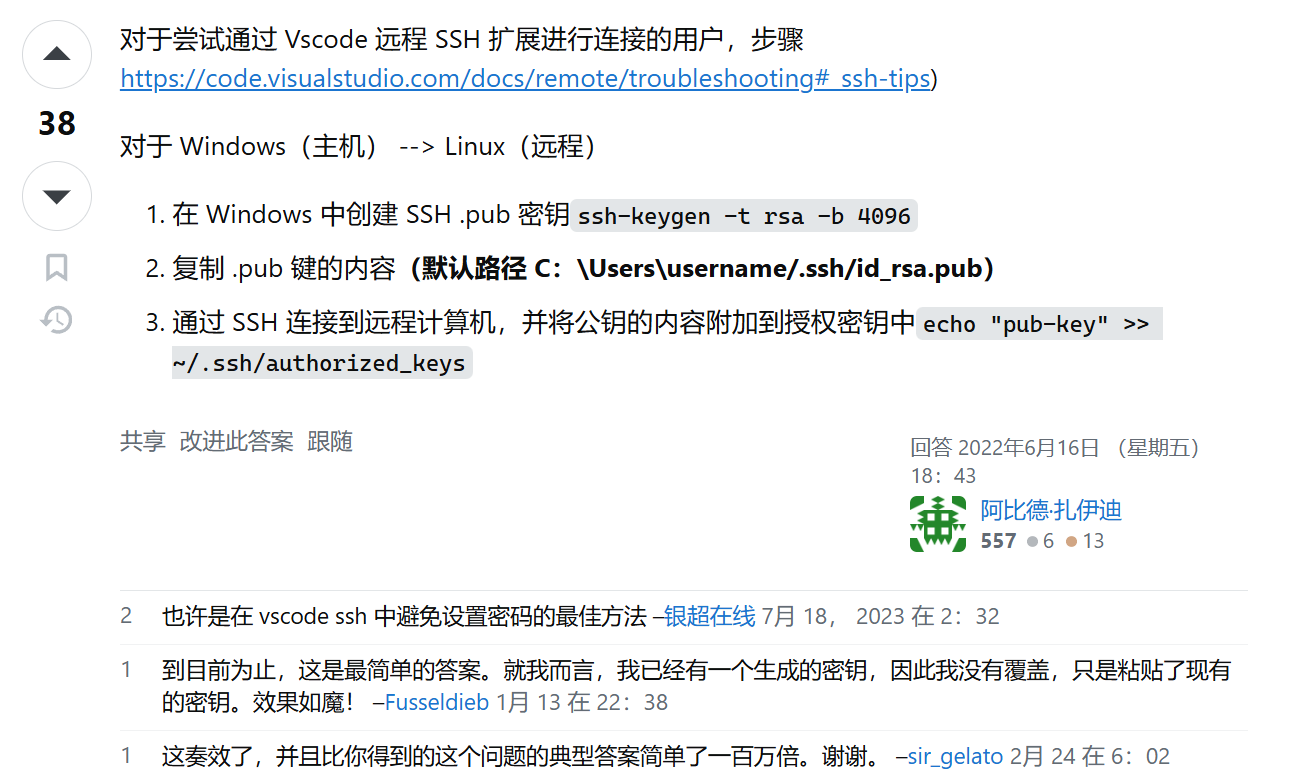 对于尝试通过 Vscode 远程 SSH 扩展进行连接的用户，步骤
https://code.visualstudio.com/docs/remote/troubleshooting#_ssh-tips)
38
对于 Windows（主机） --> Linux（远程）
1. 在 Windows 中创建 SSH .pub 密钥 ssh-keygen -t rsa -b 4096
2. 复制 .pub 键的内容（默认路径 C：\Users\username/.ssh/id_rsa.pub）
3. 通过 SSH 连接到远程计算机，并将公钥的内容附加到授权密钥中 echo "pub-key" >>
~/.ssh/authorized_keys
共享 改进此答案 跟随
回答 2022年6月16日 （星期五）
18：43
阿比德·扎伊迪
557 6 13
2 也许是在 vscode ssh 中避免设置密码的最佳方法 –银超在线 7月 18， 2023 在 2：32
1 到目前为止，这是最简单的答案。就我而言，我已经有一个生成的密钥，因此我没有覆盖，只是粘贴了现有
的密钥。效果如魔！ –Fusseldieb 1月 13 在 22：38
1 这奏效了，并且比你得到的这个问题的典型答案简单了一百万倍。谢谢。 –sir_gelato 2月 24 在 6：02